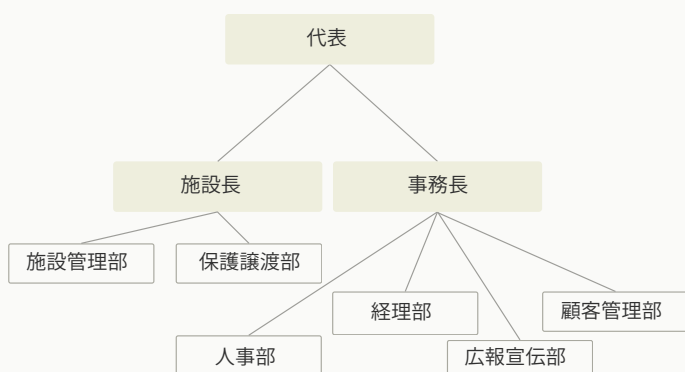 代表
施設長
事務長
施設管理部
保護譲渡部
経理部
顧客管理部
人事部
広報宣伝部